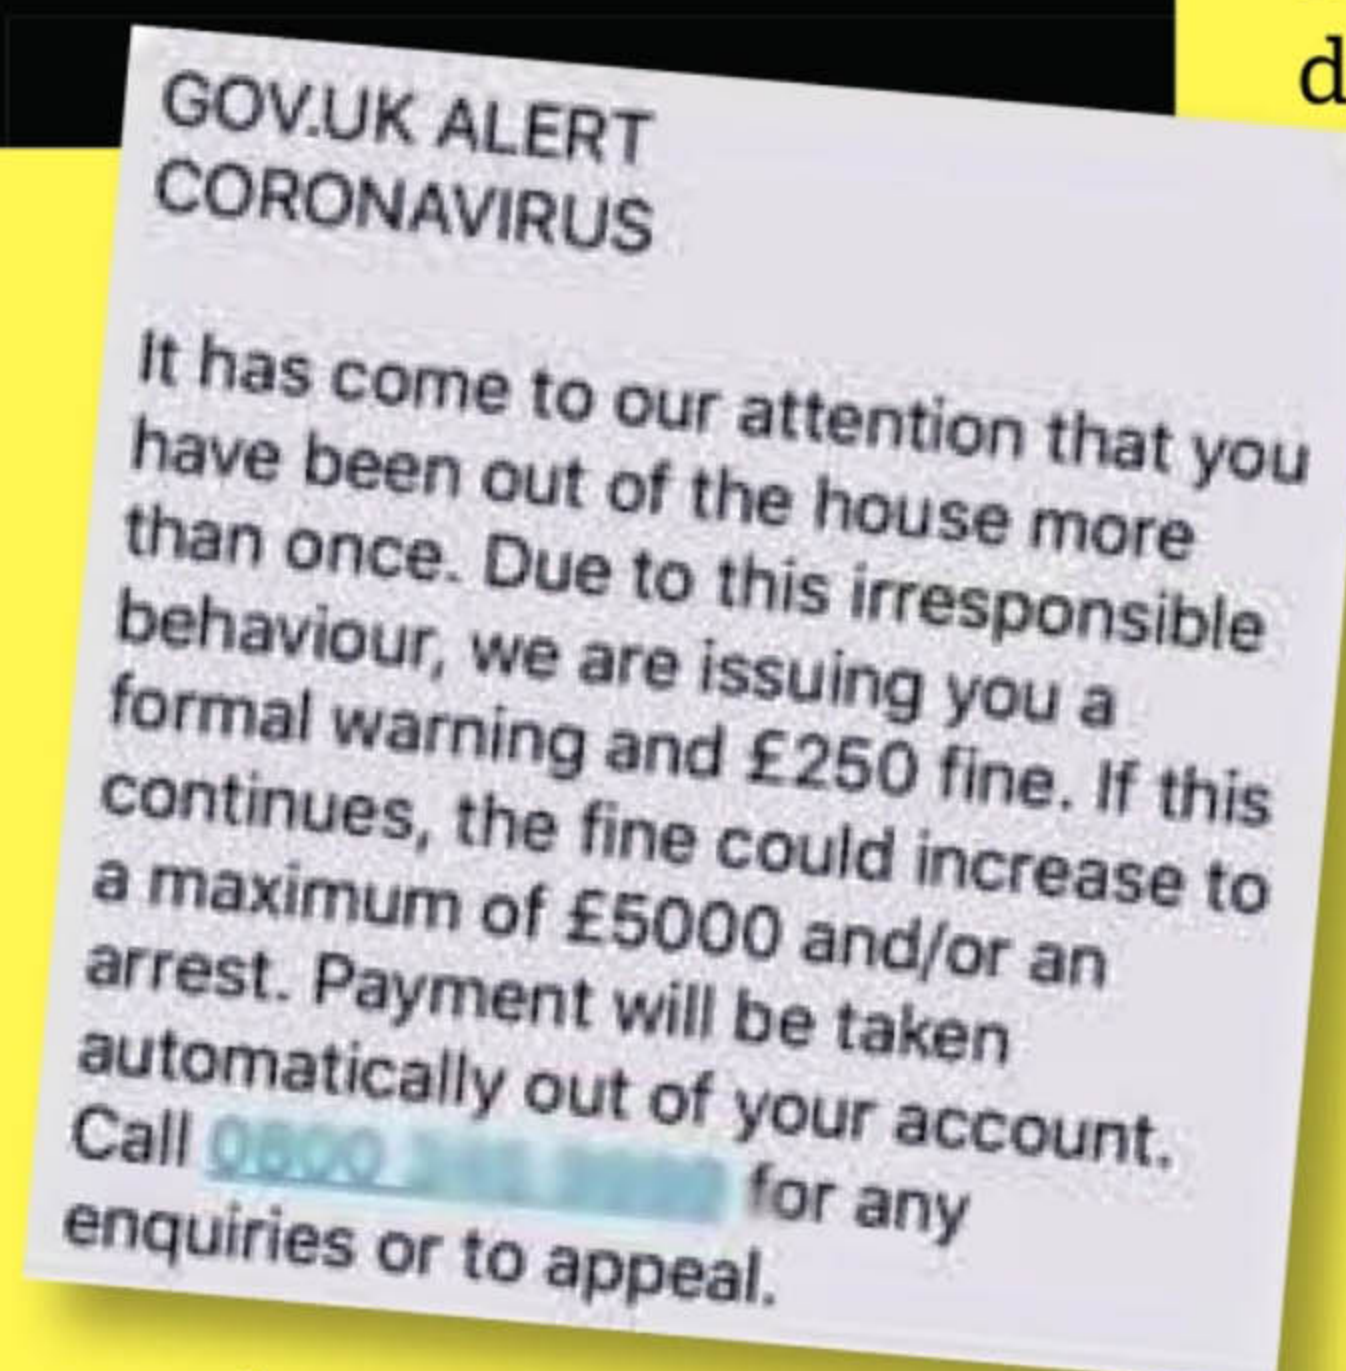 d
GOV.UK ALERT
CORONAVIRUS
It has come to our attention that you
have been out of the house more
than once. Due to this irresponsible
behaviour, we are issuing you a
formal warning and £250 fine. If this
continues, the fine could increase to
a maximum of £5000 and/or an
arrest. Payment will be taken
automatically out of your account.
Call 0800 for any
enquiries or to appeal.